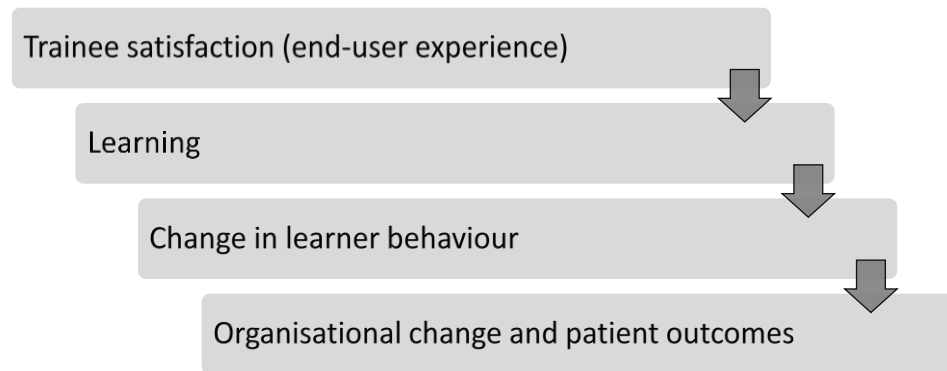 Trainee satisfaction (end-user experience)
Learning
Change in learner behaviour
Organisational change and patient outcomes